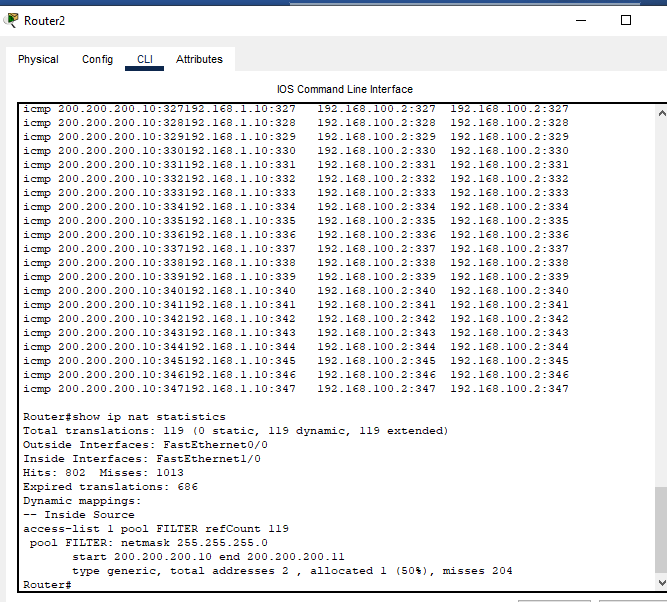 Router2
Physical Config CLI Attributes
IOS Command Line Interface
icmp 200.200.200.10:327192.168.1.10:327 192.168.100.2:327 192.168.100.2:327
icmp 200.200.200.10:328192.168.1.10:328 192.168.100.2:328 192.168.100.2:328
icmp 200.200.200.10:329192.168.1.10:329 192.168.100.2:329 192.168.100.2:329
icmp 200.200.200.10:330192.168.1.10:330 192.168.100.2:330 192.168.100.2:330
icmp 200.200.200.10:331192.168.1.10:331 192.168.100.2:331 192.168.100.2:331
icmp 200.200.200.10:332192.168.1.10:332 192.168.100.2:332 192.168.100.2:332
icmp 200.200.200.10:333192.168.1.10:333 192.168.100.2:333 192.168.100.2:333
icmp 200.200.200.10:334192.168.1.10:334 192.168.100.2:334 192.168.100.2:334
icmp 200.200.200.10:335192.168.1.10:335 192.168.100.2:335 192.168.100.2:335
icmp 200.200.200.10:336192.168.1.10:336 192.168.100.2:336 192.168.100.2:336
icmp 200.200.200.10:337192.168.1.10:337 192.168.100.2:337 192.168.100.2:337
icmp 200.200.200.10:338192.168.1.10:338 192.168.100.2:338 192.168.100.2:338
icmp 200.200.200.10:339192.168.1.10:339 192.168.100.2:339 192.168.100.2:339
icmp 200.200.200.10:340192.168.1.10:340 192.168.100.2:340 192.168.100.2:340
icmp 200.200.200.10:341192.168.1.10:341 192.168.100.2:341 192.168.100.2:341
icmp 200.200.200.10:342192.168.1.10:342 192.168.100.2:342 192.168.100.2:342
icmp 200.200.200.10:343192.168.1.10:343 192.168.100.2:343 192.168.100.2:343
icmp 200.200.200.10:344192.168.1.10:344 192.168.100.2:344 192.168.100.2:344
icmp 200.200.200.10:345192.168.1.10:345 192.168.100.2:345 192.168.100.2:345
icmp 200.200.200.10:346192.168.1.10:346 192.168.100.2:346 192.168.100.2:346
icmp 200.200.200.10:347192.168.1.10:347 192.168.100.2:347 192.168.100.2:347
Router#show ip nat statistics
Total translations: 119 (0 static, 119 dynamic, 119 extended)
Outside Interfaces: FastEthernet0/0
Inside Interfaces: FastEthernet1/0
Hits: 802 Misses: 1013
Expired translations: 686
Dynamic mappings:
-- Inside Source
access-list 1 pool FILTER refCount 119
pool FILTER: netmask 255.255.255.0
start 200.200.200.10 end 200.200.200.11
type generic, total addresses 2 , allocated 1 (50%), misses 204
Router#